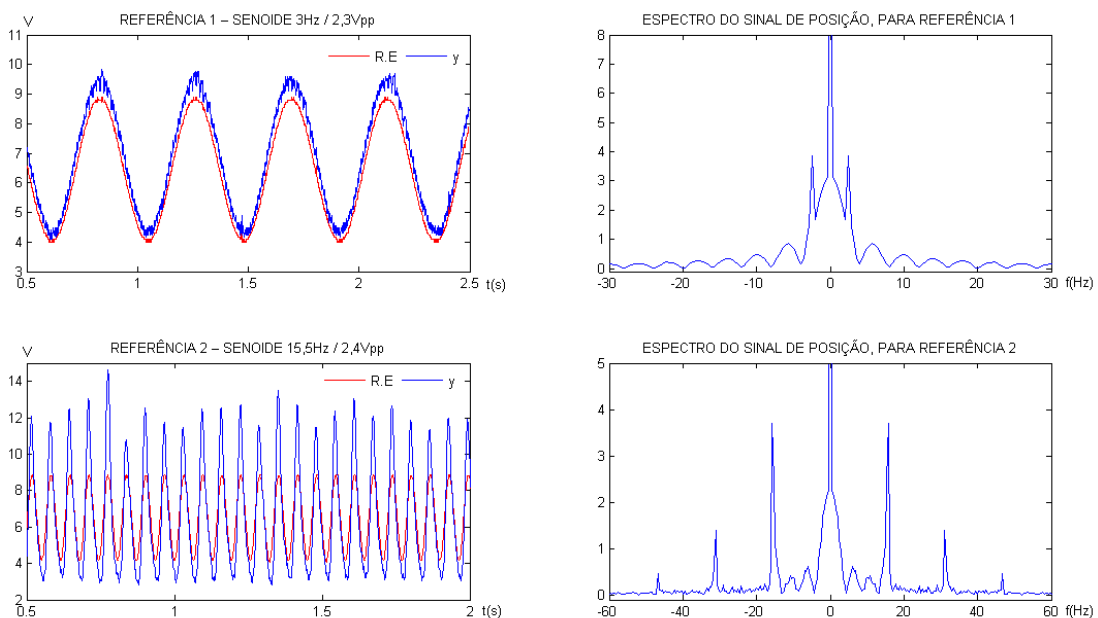 REFERÊNCIA 1 – SENOIDE 3Hz / 2,3Vpp
V
11
10
9
8
7
6
5
4
3
R.E
y
0.5 1 1.5 2 2.5 t(s)
ESPECTRO DO SINAL DE POSIÇÃO, PARA REFERÊNCIA 1
8
7
6
5
4
3
2
1
0
-30 -20 -10 0 10 20 30 f(Hz)
REFERÊNCIA 2 – SENOIDE 15,5Hz / 2,4Vpp
V
14
12
10
8
6
4
2
R.E
y
0.5 1 1.5 2 t(s)
ESPECTRO DO SINAL DE POSIÇÃO, PARA REFERÊNCIA 2
5
4
3
2
1
0
-60 -40 -20 0 20 40 60 f(Hz)